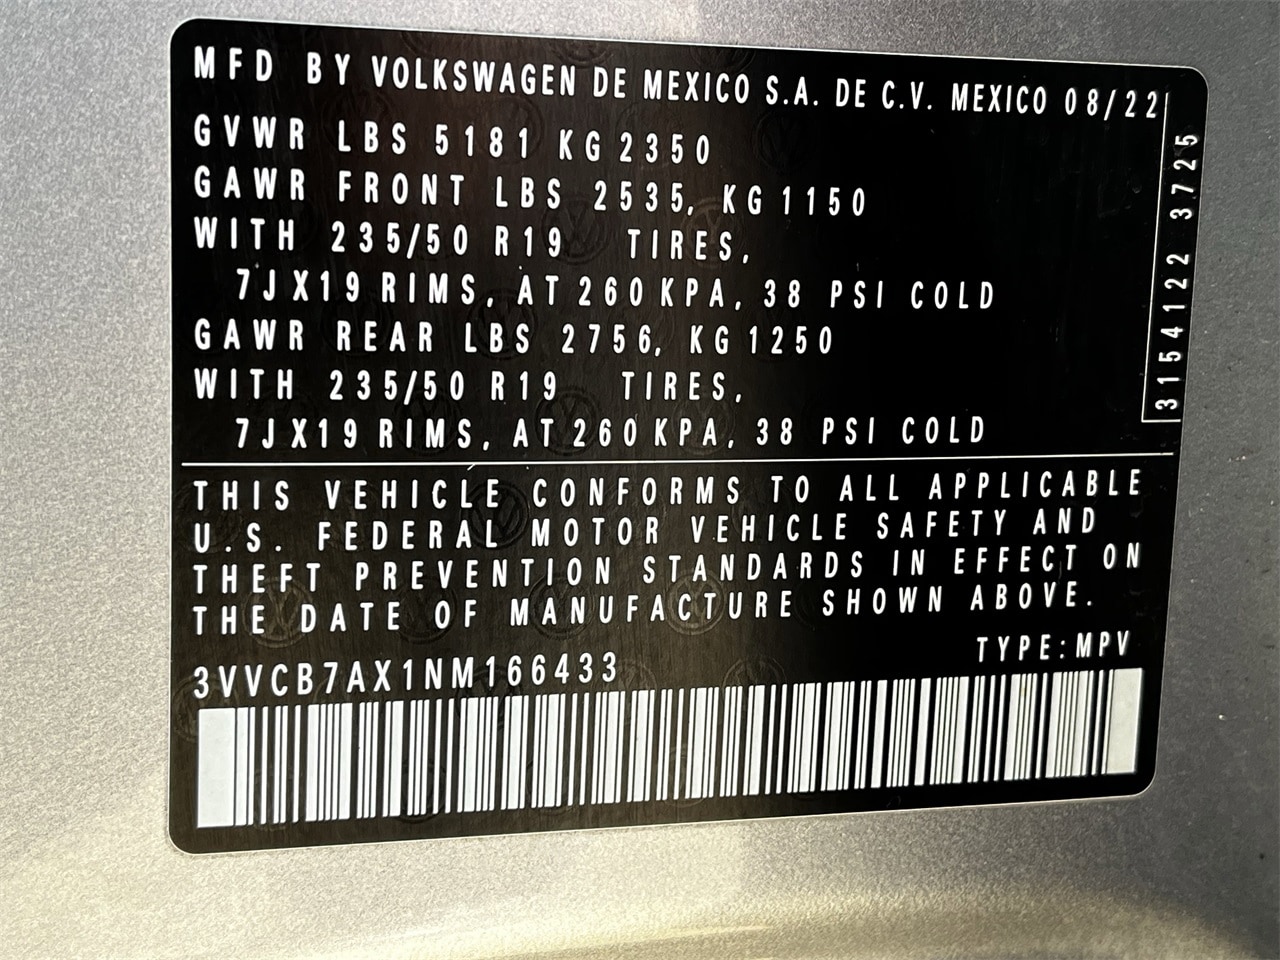 MFD BY VOLKSWAGEN DE MEXICO S.A. DE C.V. MEXICO 08/22
GVWR LBS 5181 KG 2350
GAWR FRONT LBS 2535, KG 1150
WITH 235/50 R19 TIRES,
7JX19 RIMS, AT 260 KPA, 38 PSI COLD
GAWR REAR LBS 2756, KG 1250
WITH 235/50 R19 TIRES,
7JX19 RIMS, AT 260 KPA, 38 PSI COLD
3154122 3725
THIS VEHICLE CONFORMS TO ALL APPLICABLE
U.S. FEDERAL MOTOR VEHICLE SAFETY AND
THEFT PREVENTION STANDARDS IN EFFECT ON
THE DATE OF MANUFACTURE SHOWN ABOVE.
TYPE:MPV
3VVCB7AX1NM166433